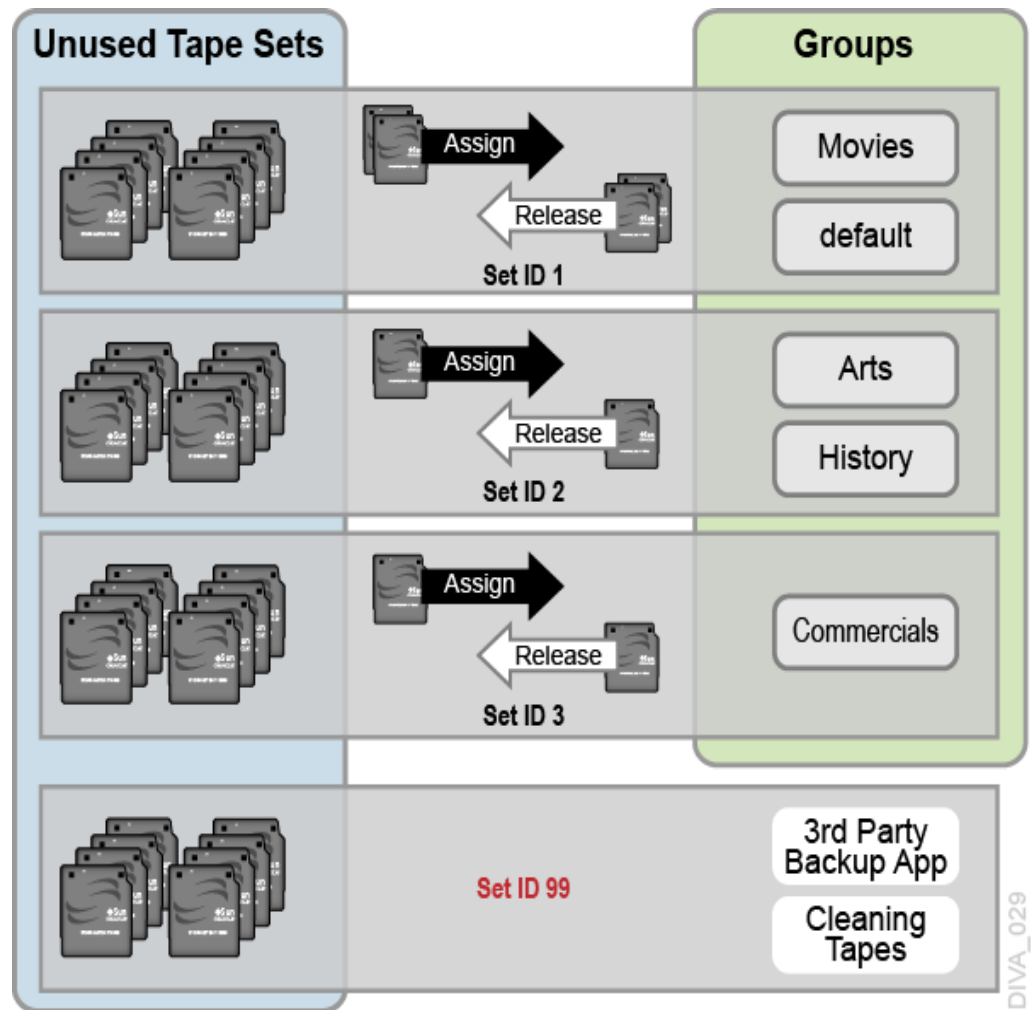 Unused Tape Sets
Groups
Assign
Release
Set ID 1
Movies
default
Assign
Release
Set ID 2
Arts
History
Assign
Release
Set ID 3
Commercials
Set ID 99
3rd Party
Backup App
Cleaning
Tapes
DIVA_029